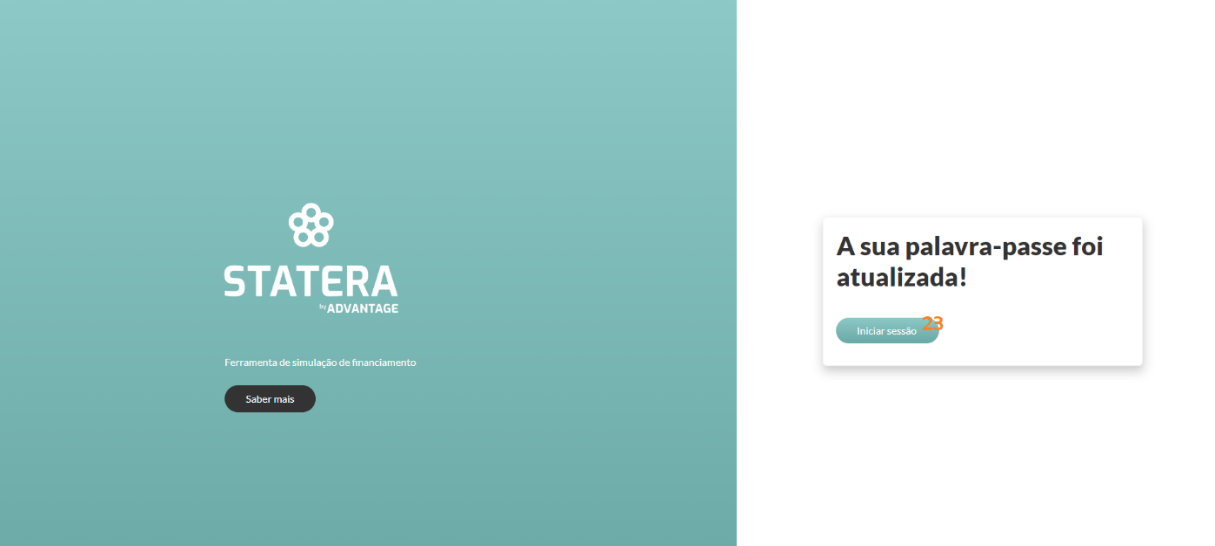 STATERA
by ADVANTAGE
Ferramenta de simulação de financiamento
Saber mais
A sua palavra-passe foi
atualizada!
Iniciar sessão
23